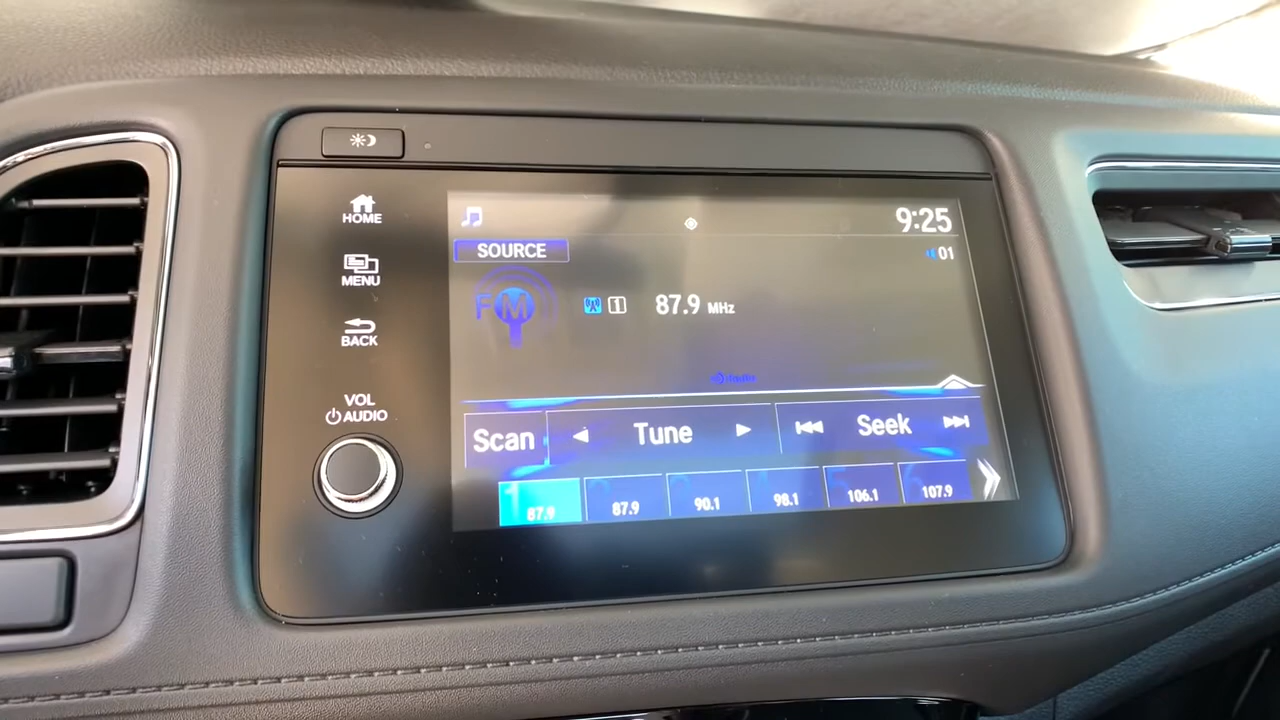 HOME
MENU
BACK
VOL
AUDIO
9:25
SOURCE
01
FM
1 87.9 MHz
Scan Tune Seek
87.9 87.9 90.1 98.1 106.1 107.9